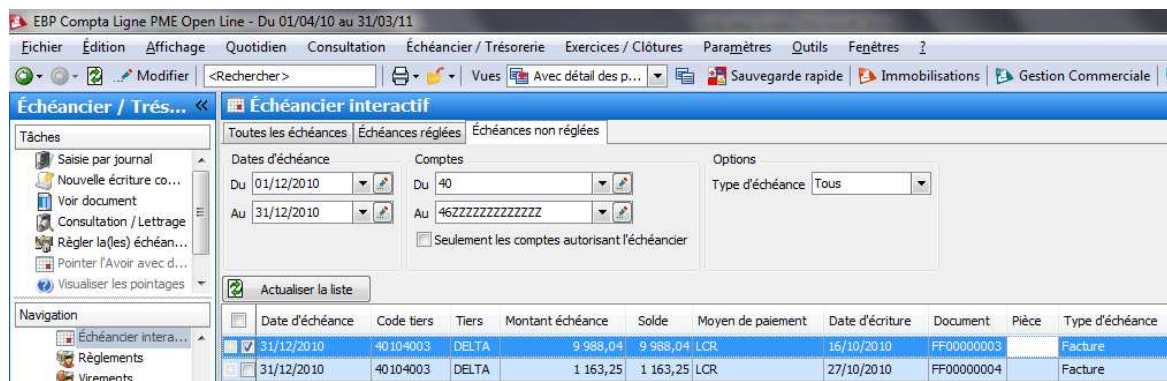 EBP Compta Ligne PME Open Line - Du 01/04/10 au 31/03/11
Fichier Édition Affichage Quotidien Consultation Échéancier / Trésorerie Exercices / Clôtures Paramètres Outils Fenêtres ?
Modifier <Rechercher> Vues Avec détail des p... Sauvegarde rapide Immobilisations Gestion Commerciale
Échéancier / Trés... « Échéancier interactif
Tâches
Saisie par journal
Nouvelle écriture co...
Voir document
Consultation / Lettrage
Règler la(les) échéan...
Pointer l'Avoir avec d...
Visualiser les pointages
Navigation
Échéancier intera...
Règlements
Virements
Toutes les échéances Échéances réglées Échéances non réglées
Dates d'échéance Comptes Options
Du 01/12/2010 Du 40 Type d'échéance Tous
Au 31/12/2010 Au 46ZZZZZZZZZZZZZ
Seulement les comptes autorisant l'échéancier
Actualiser la liste
Date d'échéance Code tiers Tiers Montant échéance Solde Moyen de paiement Date d'écriture Document Pièce Type d'échéance
31/12/2010 40104003 DELTA 9 988,04 9 988,04 LCR 16/10/2010 FF00000003 Facture
31/12/2010 40104003 DELTA 1 163,25 1 163,25 LCR 27/10/2010 FF00000004 Facture